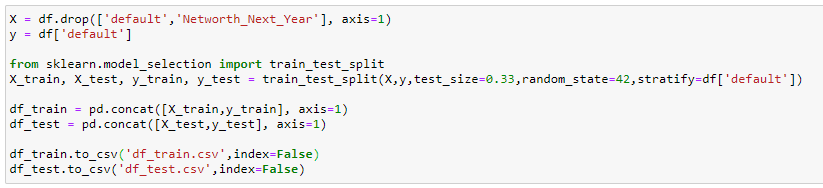 X = df.drop(['default','Networth_Next_Year'], axis=1)
y = df['default']
from sklearn.model_selection import train_test_split
X_train, X_test, y_train, y_test = train_test_split(X,y,test_size=0.33,random_state=42,stratify=df['default'])
df_train = pd.concat([X_train,y_train], axis=1)
df_test = pd.concat([X_test,y_test], axis=1)
df_train.to_csv('df_train.csv',index=False)
df_test.to_csv('df_test.csv',index=False)